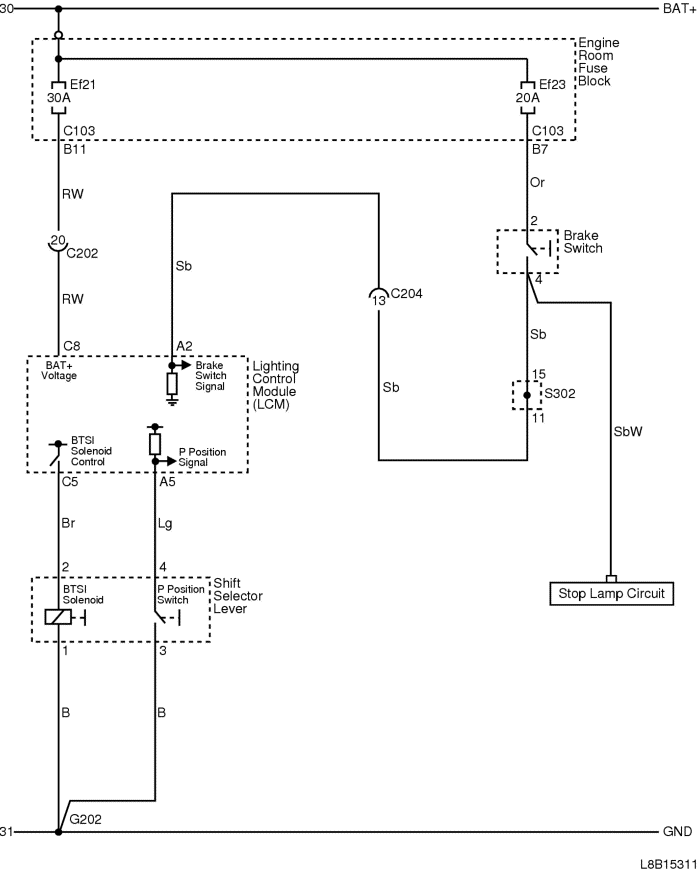 30
BAT+
Engine
Room
Fuse
Block
Ef21
30A
Ef23
20A
C103
C103
B11
B7
RW
Or
2
Brake
Switch
20
C202
4
Sb
C204
13
RW
Sb
C8
A2
BAT+
Voltage
Brake
Switch
Signal
Lighting
Control
Module
(LCM)
15
S302
11
Sb
SbW
BTSI
Solenoid
Control
P Position
Signal
C5
A5
Br
Lg
2
4
BTSI
Solenoid
P Position
Switch
Shift
Selector
Lever
Stop Lamp Circuit
1
3
B
B
G202
31
GND
L8B15311